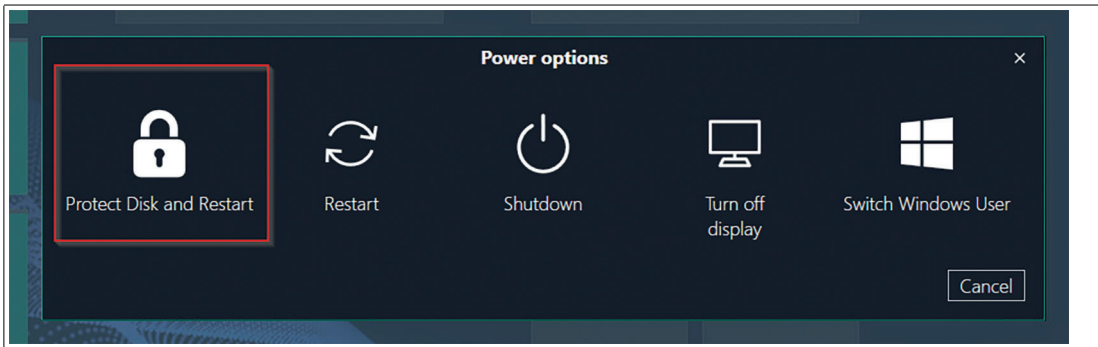 Power options
Protect Disk and Restart
Restart
Shutdown
Turn off
display
Switch Windows User
Cancel